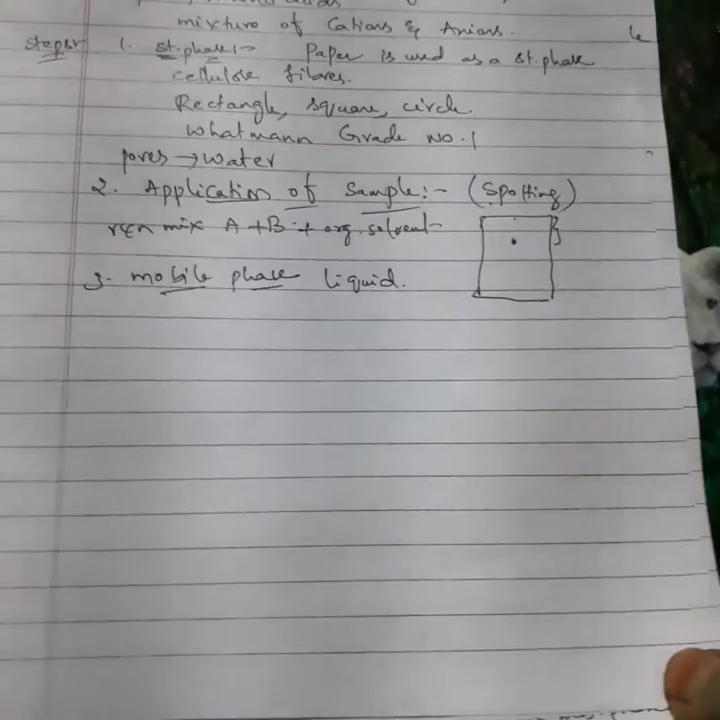 mixture of Cations & Anions.
Steps:- 1. st. phase:- Paper is used as a st. phase
cellulose fibres.
Rectangle, square, circle.
Whatmann Grade No. 1
pores → water
2. Application of Sample:- (Spotting)
rxn mix A + B + org. solvent
3. mobile phase liquid.